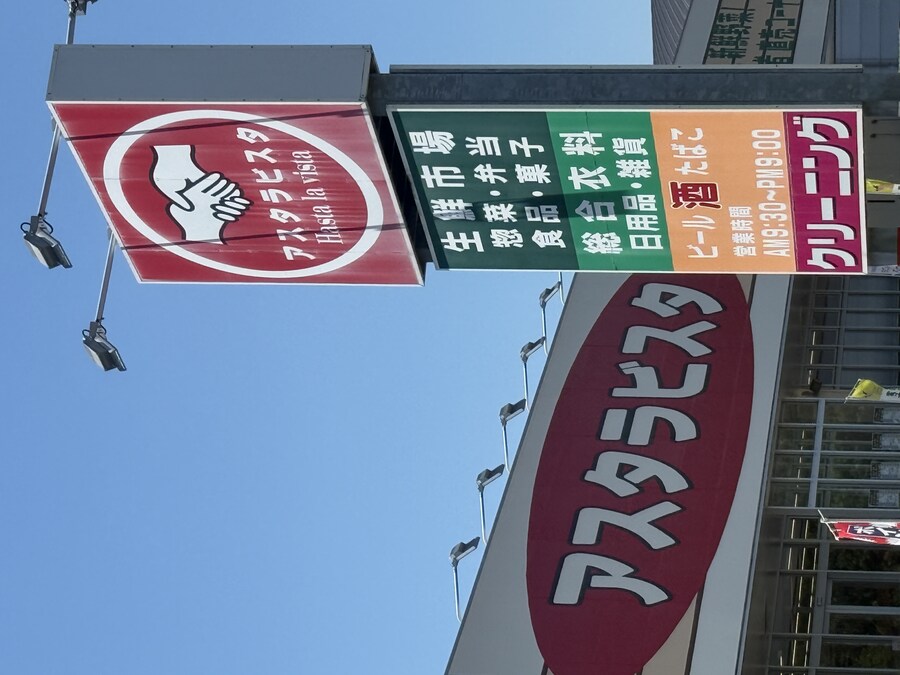 アスタラビスタ
Hasta la vista
生鮮市場
惣菜・弁当
食品・菓子
総合衣料
日用品・雑貨
ビール酒たばこ
営業時間
AM9:30~PM9:00
クリーニング
アスタラビスタ